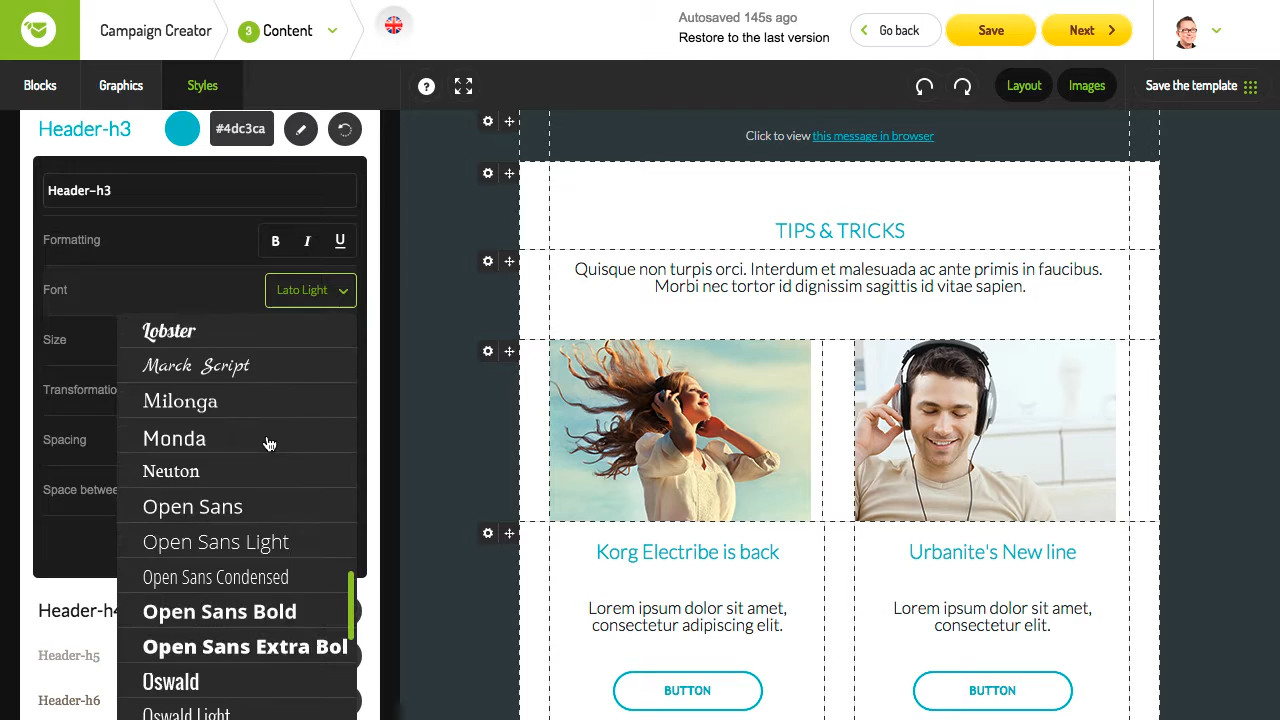 Campaign Creator
3 Content
Autosaved 145s ago
Restore to the last version
Go back
Save
Next
Blocks
Graphics
Styles
?
Layout
Images
Save the template
Header-h3
#4dc3ca
Header-h3
Formatting
B I U
Font
Lato Light
Size
Transformatio
Spacing
Space betwee
Lobster
Marck Script
Milonga
Monda
Neuton
Open Sans
Open Sans Light
Open Sans Condensed
Open Sans Bold
Open Sans Extra Bol
Oswald
Oswald Light
Header-h4
Header-h5
Header-h6
Click to view this message in browser
TIPS & TRICKS
Quisque non turpis orci. Interdum et malesuada ac ante primis in faucibus.
Morbi nec tortor id dignissim sagittis id vitae sapien.
Korg Electribe is back
Lorem ipsum dolor sit amet,
consectetur adipiscing elit.
BUTTON
Urbanite's New line
Lorem ipsum dolor sit amet,
consectetur elit.
BUTTON